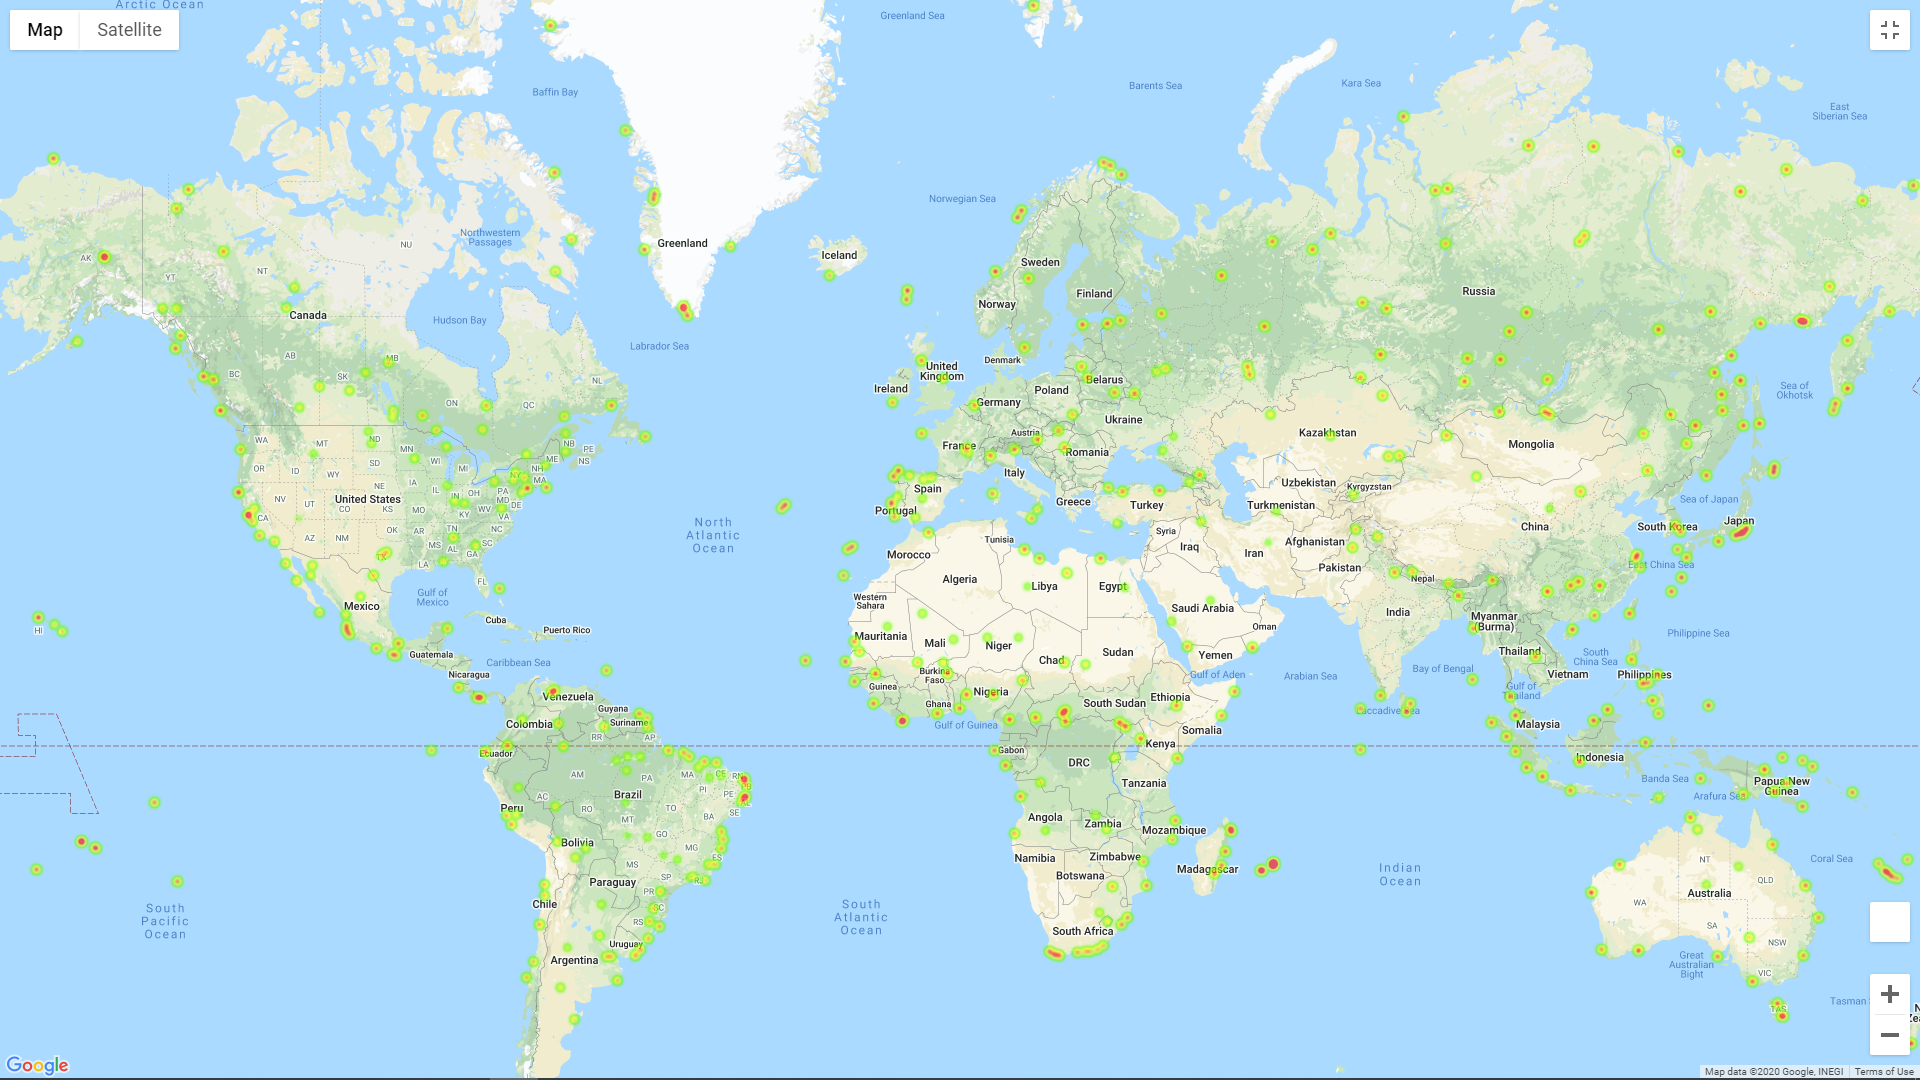 Arctic Ocean
Map
Satellite
Greenland Sea
Baffin Bay
Barents Sea
Kara Sea
East
Siberian Sea
Norwegian Sea
Northwestern
Passages
NU
Greenland
Iceland
AK
YT
NT
Sweden
Finland
Norway
Russia
Canada
Hudson Bay
Labrador Sea
AB
MB
SK
BC
ON
QC
NL
Denmark
United
Kingdom
Ireland
Belarus
Poland
Germany
Ukraine
Sea of
Okhotsk
WA
MT
ND
MN
NB
PE
NS
Austria
France
Romania
Kazakhstan
Mongolia
OR
ID
WY
SD
WI
MI
NY
NH
ME
MA
Italy
Spain
Portugal
Greece
Turkey
Uzbekistan
Kyrgyzstan
Turkmenistan
NV
UT
United States
CO
NE
KS
IA
IL
IN
MO
KY
WV
PA
MD
DE
VA
CA
AZ
NM
OK
AR
TN
NC
SC
MS
AL
GA
TX
LA
FL
North
Atlantic
Ocean
Sea of Japan
China
South Korea
Japan
Syria
Iraq
Iran
Afghanistan
Pakistan
Nepal
East China Sea
Tunisia
Morocco
Algeria
Libya
Egypt
Western
Sahara
Saudi Arabia
Oman
India
Myanmar
(Burma)
Philippine Sea
Gulf of
Mexico
Mexico
Cuba
Puerto Rico
HI
Mauritania
Mali
Niger
Chad
Sudan
Yemen
Gulf of Aden
Arabian Sea
Bay of Bengal
Thailand
South
China Sea
Vietnam
Philippines
Gulf of
Thailand
Guatemala
Caribbean Sea
Nicaragua
Burkina
Faso
Guinea
Ghana
Nigeria
South Sudan
Ethiopia
Somalia
Laccadive Sea
Malaysia
Venezuela
Guyana
Suriname
Colombia
RR
AP
Gulf of Guinea
Ecuador
Gabon
DRC
Kenya
Tanzania
Indonesia
Banda Sea
Papua New
Guinea
Arafura Sea
AM
PA
MA
CE
RN
PB
PI
PE
AL
SE
AC
RO
TO
BA
Brazil
Peru
MT
GO
Bolivia
MG
ES
MS
SP
RJ
PR
SC
RS
Paraguay
Chile
Uruguay
Argentina
Angola
Zambia
Mozambique
Namibia
Zimbabwe
Botswana
Madagascar
South Africa
South
Pacific
Ocean
South
Atlantic
Ocean
Indian
Ocean
Coral Sea
NT
QLD
WA
Australia
SA
NSW
Great
Australian
Bight
VIC
TAS
Tasman
Google
Map data ©2020 Google, INEGI
Terms of Use